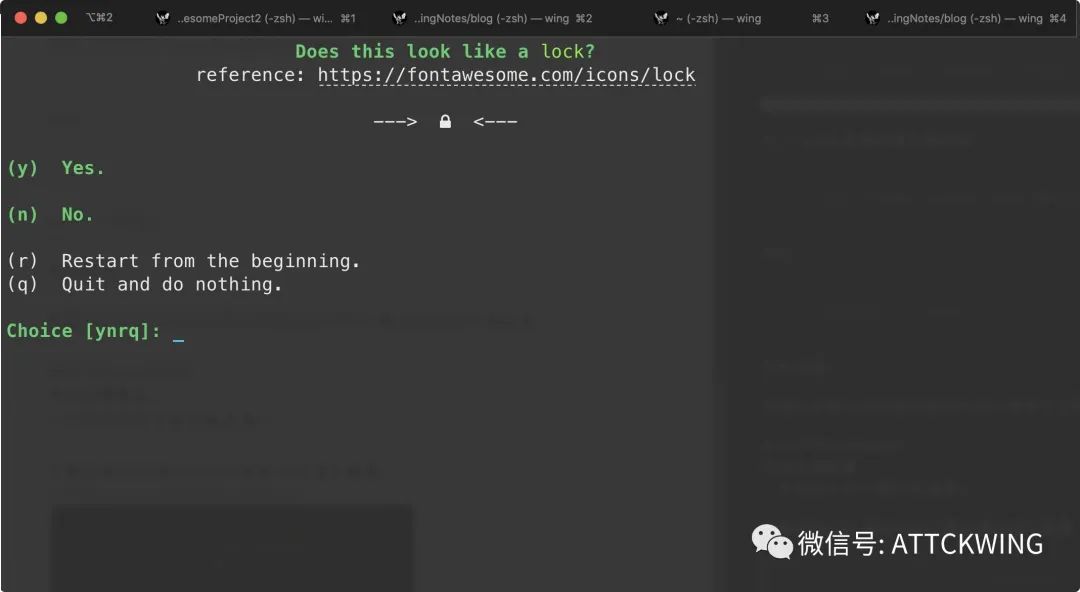 ⌥⌘2 ..esomeProject2 (-zsh) — wi... ⌘1 ..ingNotes/blog (-zsh) — wing ⌘2 ~ (-zsh) — wing ⌘3 ..ingNotes/blog (-zsh) — wing ⌘4
Does this look like a lock?
reference: https://fontawesome.com/icons/lock
---> 🔒 <---
(y) Yes.
(n) No.
(r) Restart from the beginning.
(q) Quit and do nothing.
Choice [ynrq]: _
微信号: ATTCKWING